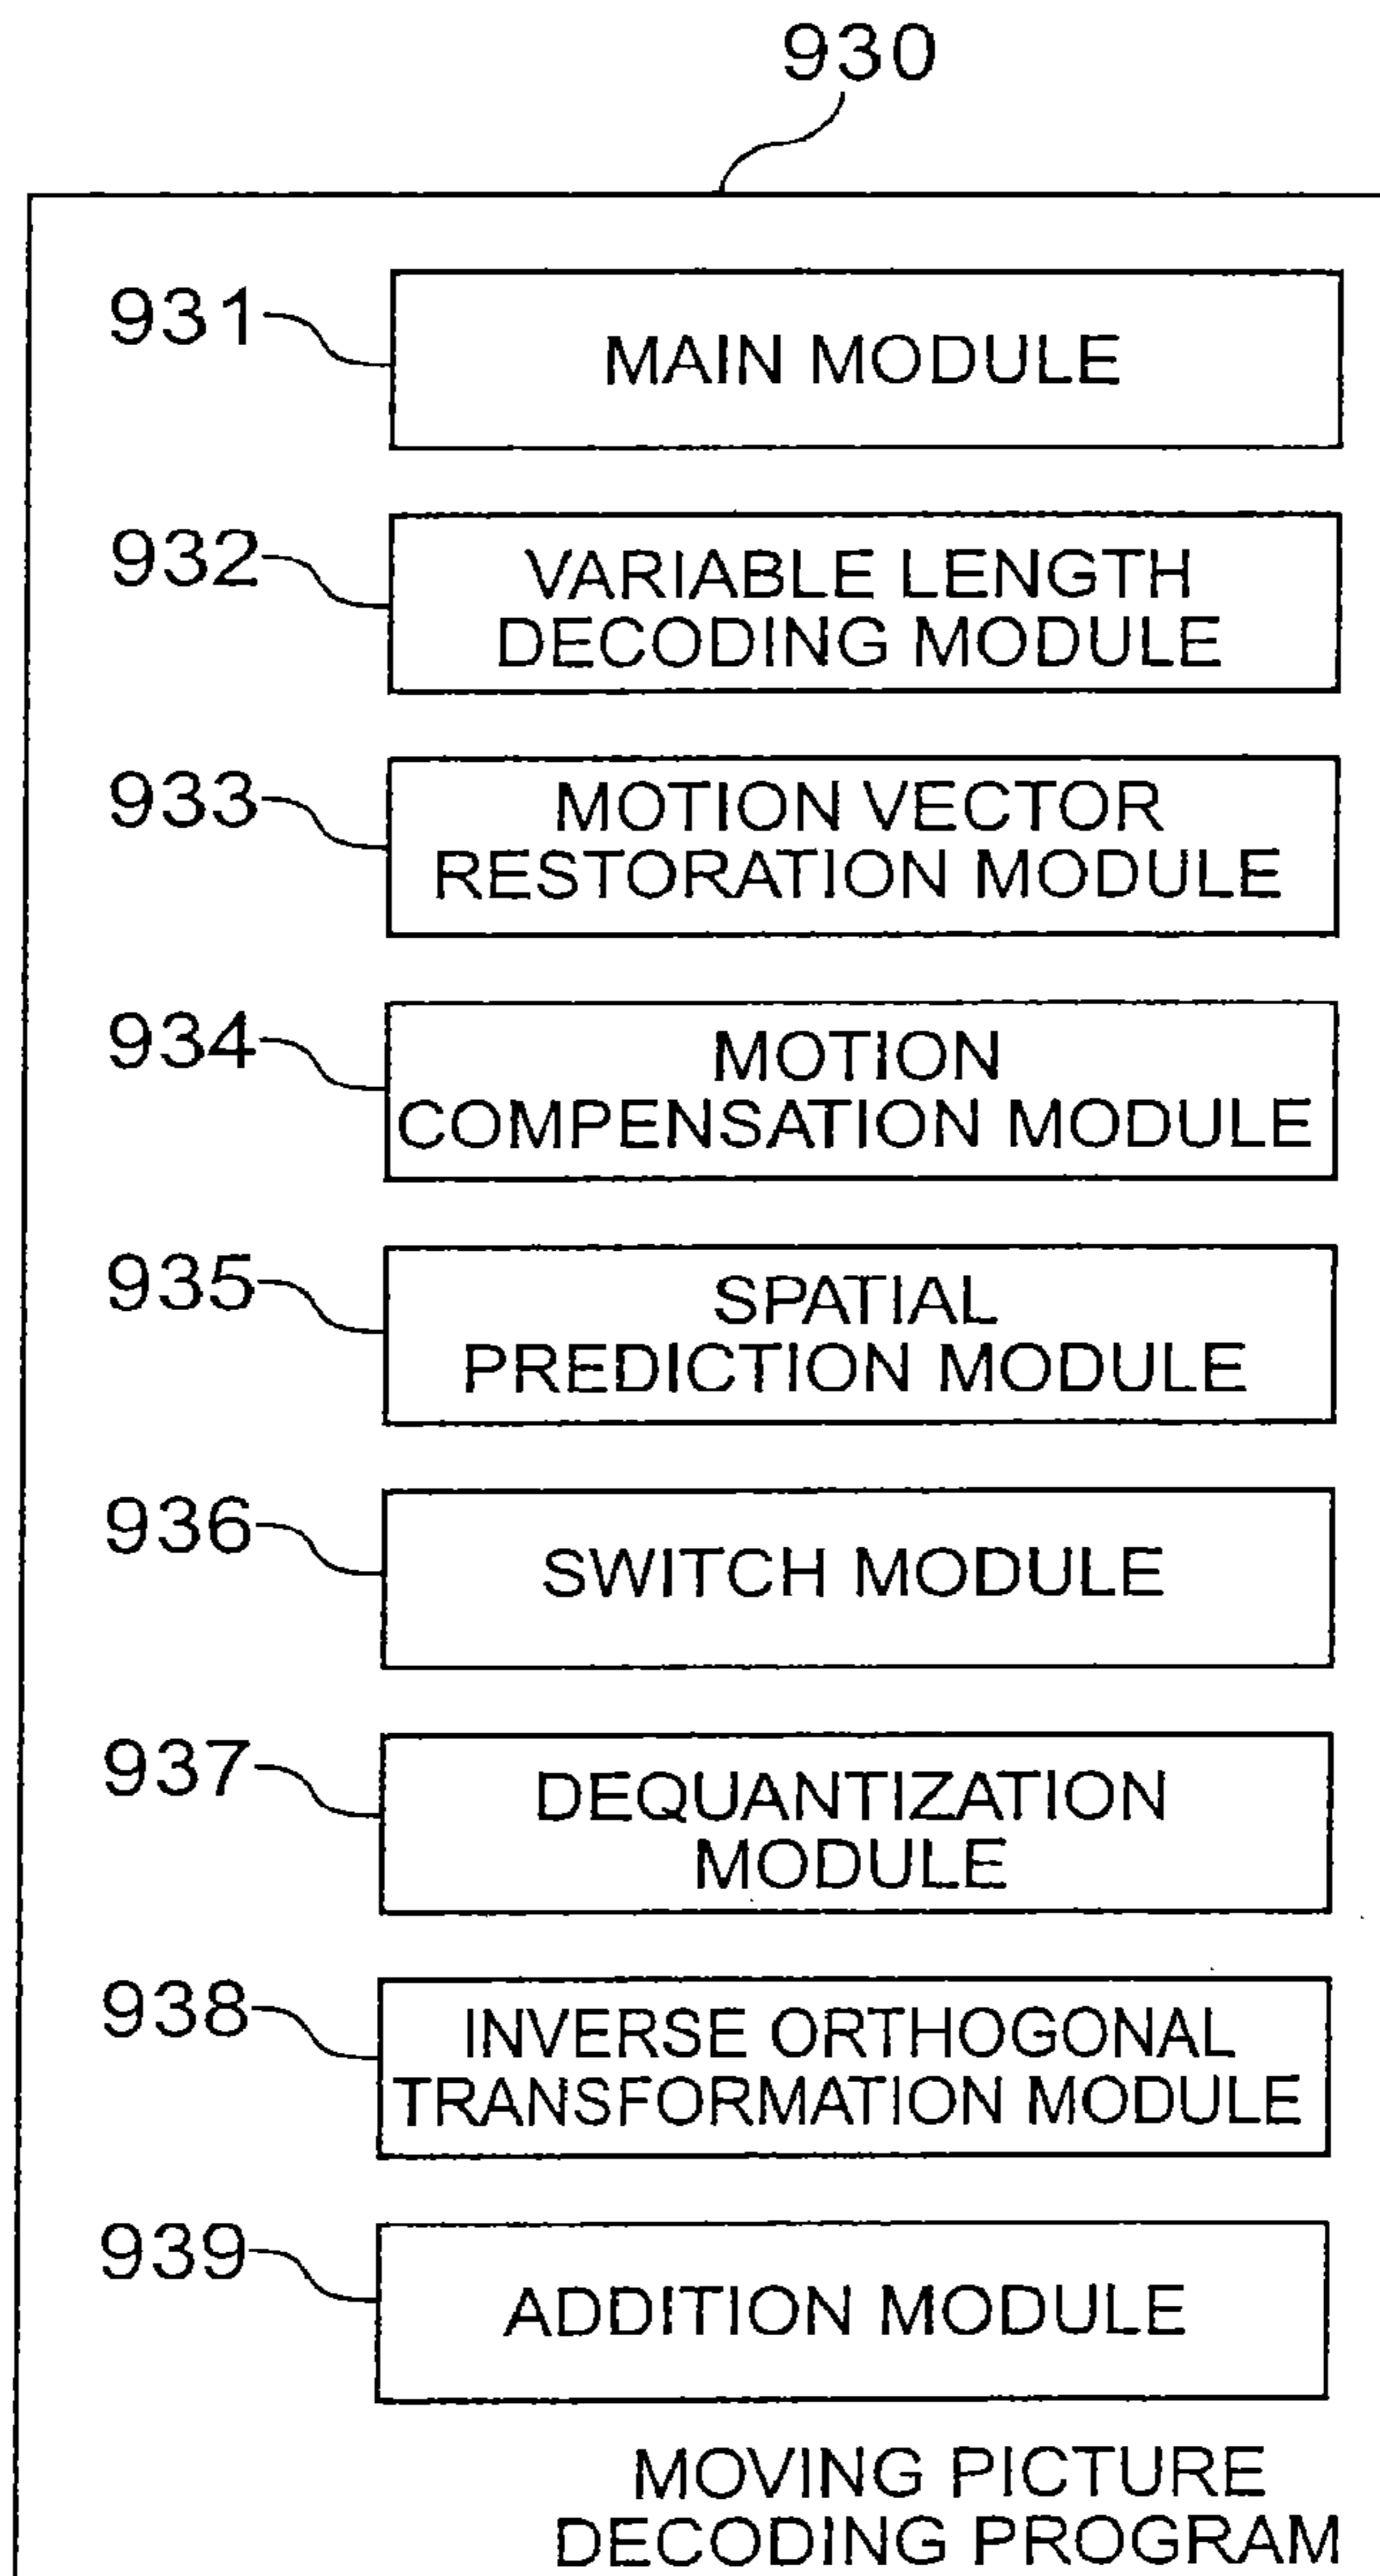 930
931
MAIN MODULE
932
VARIABLE LENGTH
DECODING MODULE
933
MOTION VECTOR
RESTORATION MODULE
934
MOTION
COMPENSATION MODULE
935
SPATIAL
PREDICTION MODULE
936
SWITCH MODULE
937
DEQUANTIZATION
MODULE
938
INVERSE ORTHOGONAL
TRANSFORMATION MODULE
939
ADDITION MODULE
MOVING PICTURE
DECODING PROGRAM